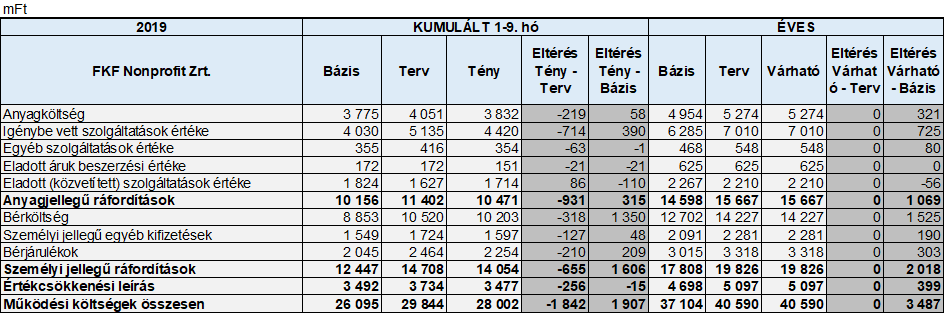 mFt
2019 KUMULÁLT 1-9. hó ÉVES
FKF Nonprofit Zrt. Bázis Terv Tény Eltérés Tény - Terv Eltérés Tény - Bázis Bázis Terv Várható Eltérés Várhat ó - Terv Eltérés Várható - Bázis
Anyagköltség 3 775 4 051 3 832 -219 58 4 954 5 274 5 274 0 321
Igénybe vett szolgáltatások értéke 4 030 5 135 4 420 -714 390 6 285 7 010 7 010 0 725
Egyéb szolgáltatások értéke 355 416 354 -63 -1 468 548 548 0 80
Eladott áruk beszerzési értéke 172 172 151 -21 -21 625 625 625 0 0
Eladott (közvetített) szolgáltatások értéke 1 824 1 627 1 714 86 -110 2 267 2 210 2 210 0 -56
Anyagjellegű ráfordítások 10 156 11 402 10 471 -931 315 14 598 15 667 15 667 0 1 069
Bérköltség 8 853 10 520 10 203 -318 1 350 12 702 14 227 14 227 0 1 525
Személyi jellegű egyéb kifizetések 1 549 1 724 1 597 -127 48 2 091 2 281 2 281 0 190
Bérjárulékok 2 045 2 464 2 254 -210 209 3 015 3 318 3 318 0 303
Személyi jellegű ráfordítások 12 447 14 708 14 054 -655 1 606 17 808 19 826 19 826 0 2 018
Értékcsökkenési leírás 3 492 3 734 3 477 -256 -15 4 698 5 097 5 097 0 399
Működési költségek összesen 26 095 29 844 28 002 -1 842 1 907 37 104 40 590 40 590 0 3 487